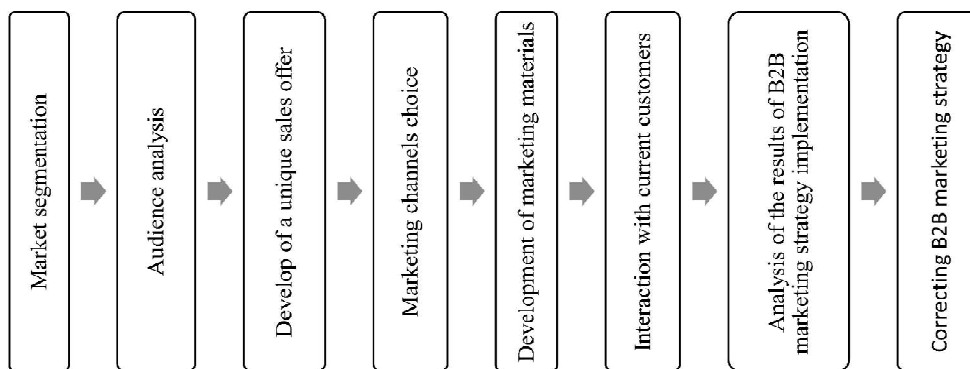 Market segmentation
Audience analysis
Develop of a unique sales offer
Marketing channels choice
Development of marketing materials
Interaction with current customers
Analysis of the results of B2B
marketing strategy implementation
Correcting B2B marketing strategy